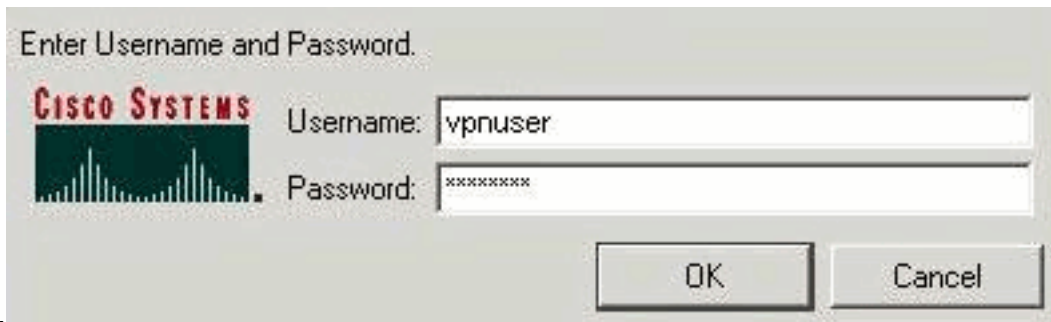 Enter Username and Password.
CISCO SYSTEMS
Username: vpnuser
Password: ********
OK Cancel